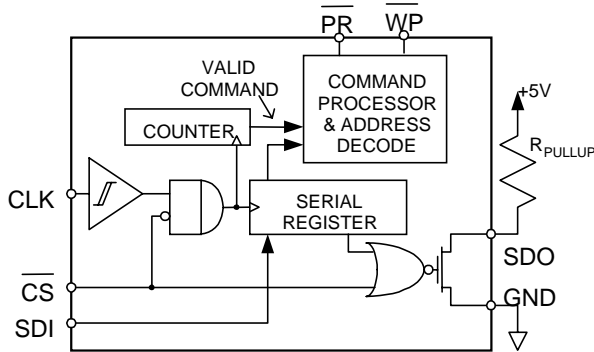 PR
WP
VALID
COMMAND
COMMAND
PROCESSOR
& ADDRESS
DECODE
+5V
COUNTER
RPULLUP
CLK
SERIAL
REGISTER
SDO
CS
GND
SDI